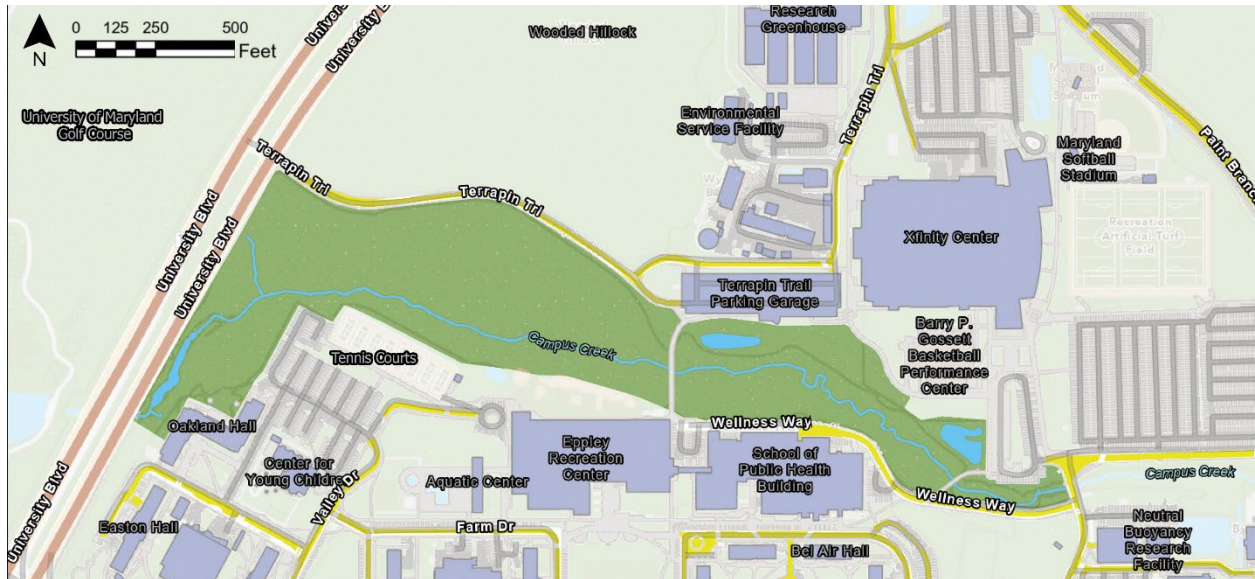 0 125 250 500
Feet
N
University Blvd
University Blvd
Wooded Hillock
Research
Greenhouse
University of Maryland
Golf Course
Environmental
Service Facility
Terrapin Trl
Maryland
Softball
Stadium
Paint Branch
Terrapin Trl
Terrapin Trl
University Blvd
University Blvd
Xfinity Center
Recreation
Artificial Turf
Field
Terrapin Trail
Parking Garage
Campus Creek
Tennis Courts
Barry P.
Gossett
Basketball
Performance
Center
Oakland Hall
Wellness Way
Center for
Young Children
Valley Dr
Aquatic Center
Eppley
Recreation
Center
School of
Public Health
Building
Campus Creek
Wellness Way
University Blvd
Easton Hall
Farm Dr
Bel Air Hall
Neutral
Buoyancy
Research
Facility